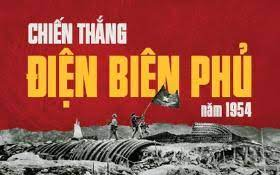 CHIẾN THẮNG
ĐIỆN BIÊN PHỦ
năm 1954